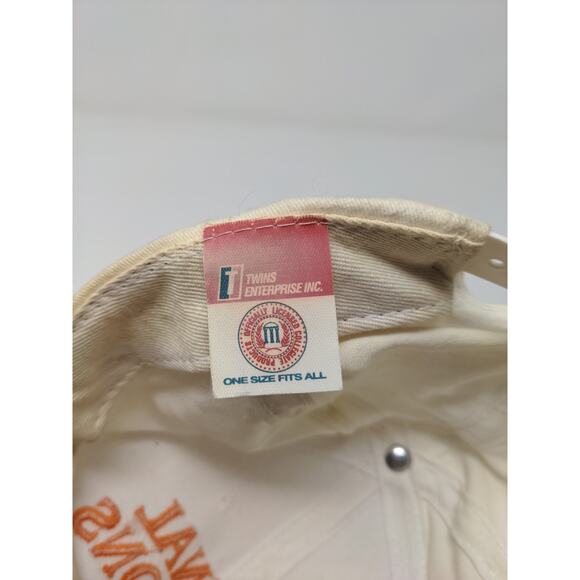 TWINS
ENTERPRISE INC.
OFFICIALLY LICENSED COLLEGIATE PRODUCTS
ONE SIZE FITS ALL